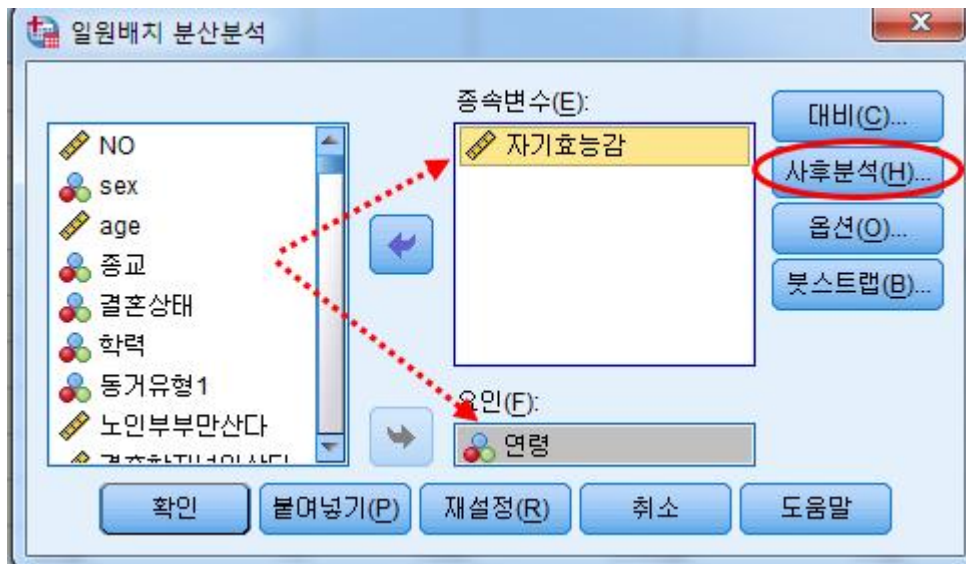 일원배치 분산분석
종속변수(E):
NO
sex
age
종교
결혼상태
학력
동거유형1
노인부부만산다
자기효능감
대비(C)...
사후분석(H)...
옵션(O)...
붓스트랩(B)...
요인(F):
연령
확인
붙여넣기(P)
재설정(R)
취소
도움말